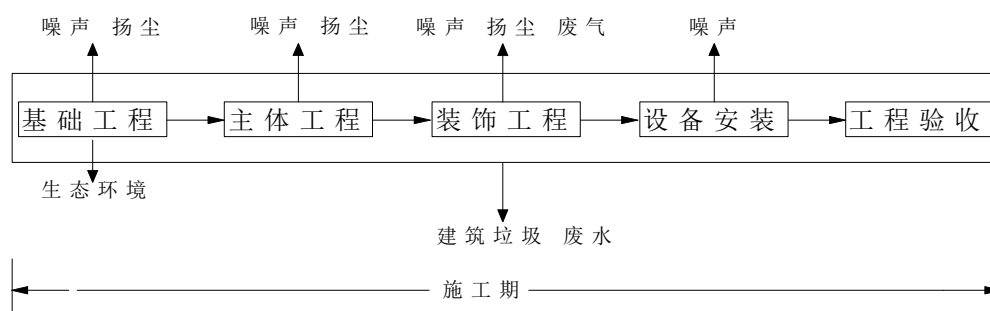 噪声 扬尘 噪声 扬尘 噪声 扬尘 废气 噪声
基础工程 主体工程 装饰工程 设备安装 工程验收
生态环境
建筑垃圾 废水
施工期